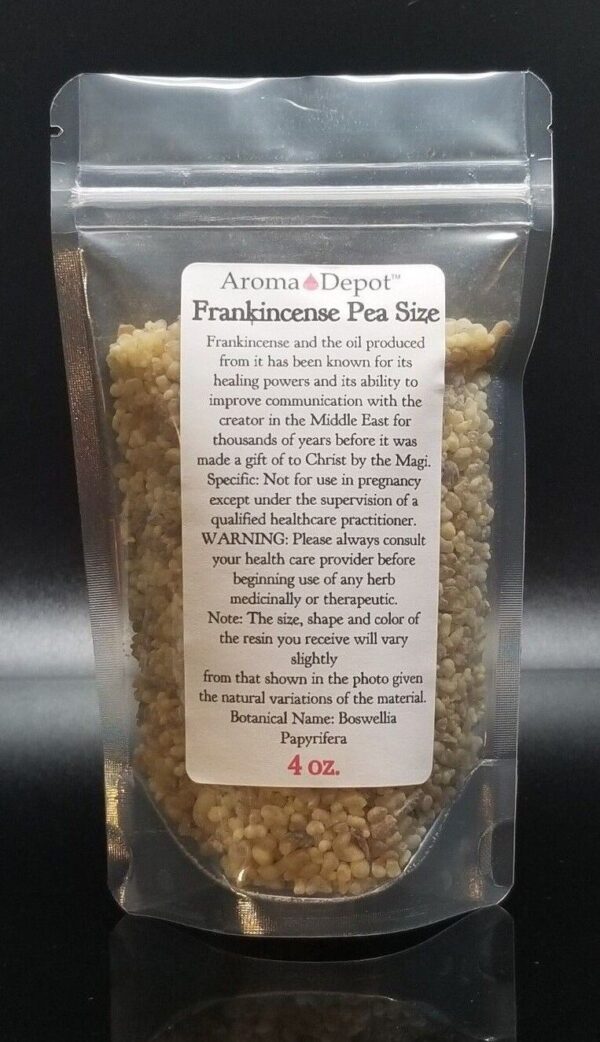 Aroma Depot™
Frankincense Pea Size
Frankincense and the oil produced
from it has been known for its
healing powers and its ability to
improve communication with the
creator in the Middle East for
thousands of years before it was
made a gift of to Christ by the Magi.
Specific: Not for use in pregnancy
except under the supervision of a
qualified healthcare practitioner.
WARNING: Please always consult
your health care provider before
beginning use of any herb
medicinally or therapeutic.
Note: The size, shape and color of
the resin you receive will vary
slightly
from that shown in the photo given
the natural variations of the material.
Botanical Name: Boswellia
Papyrifera
4 oz.